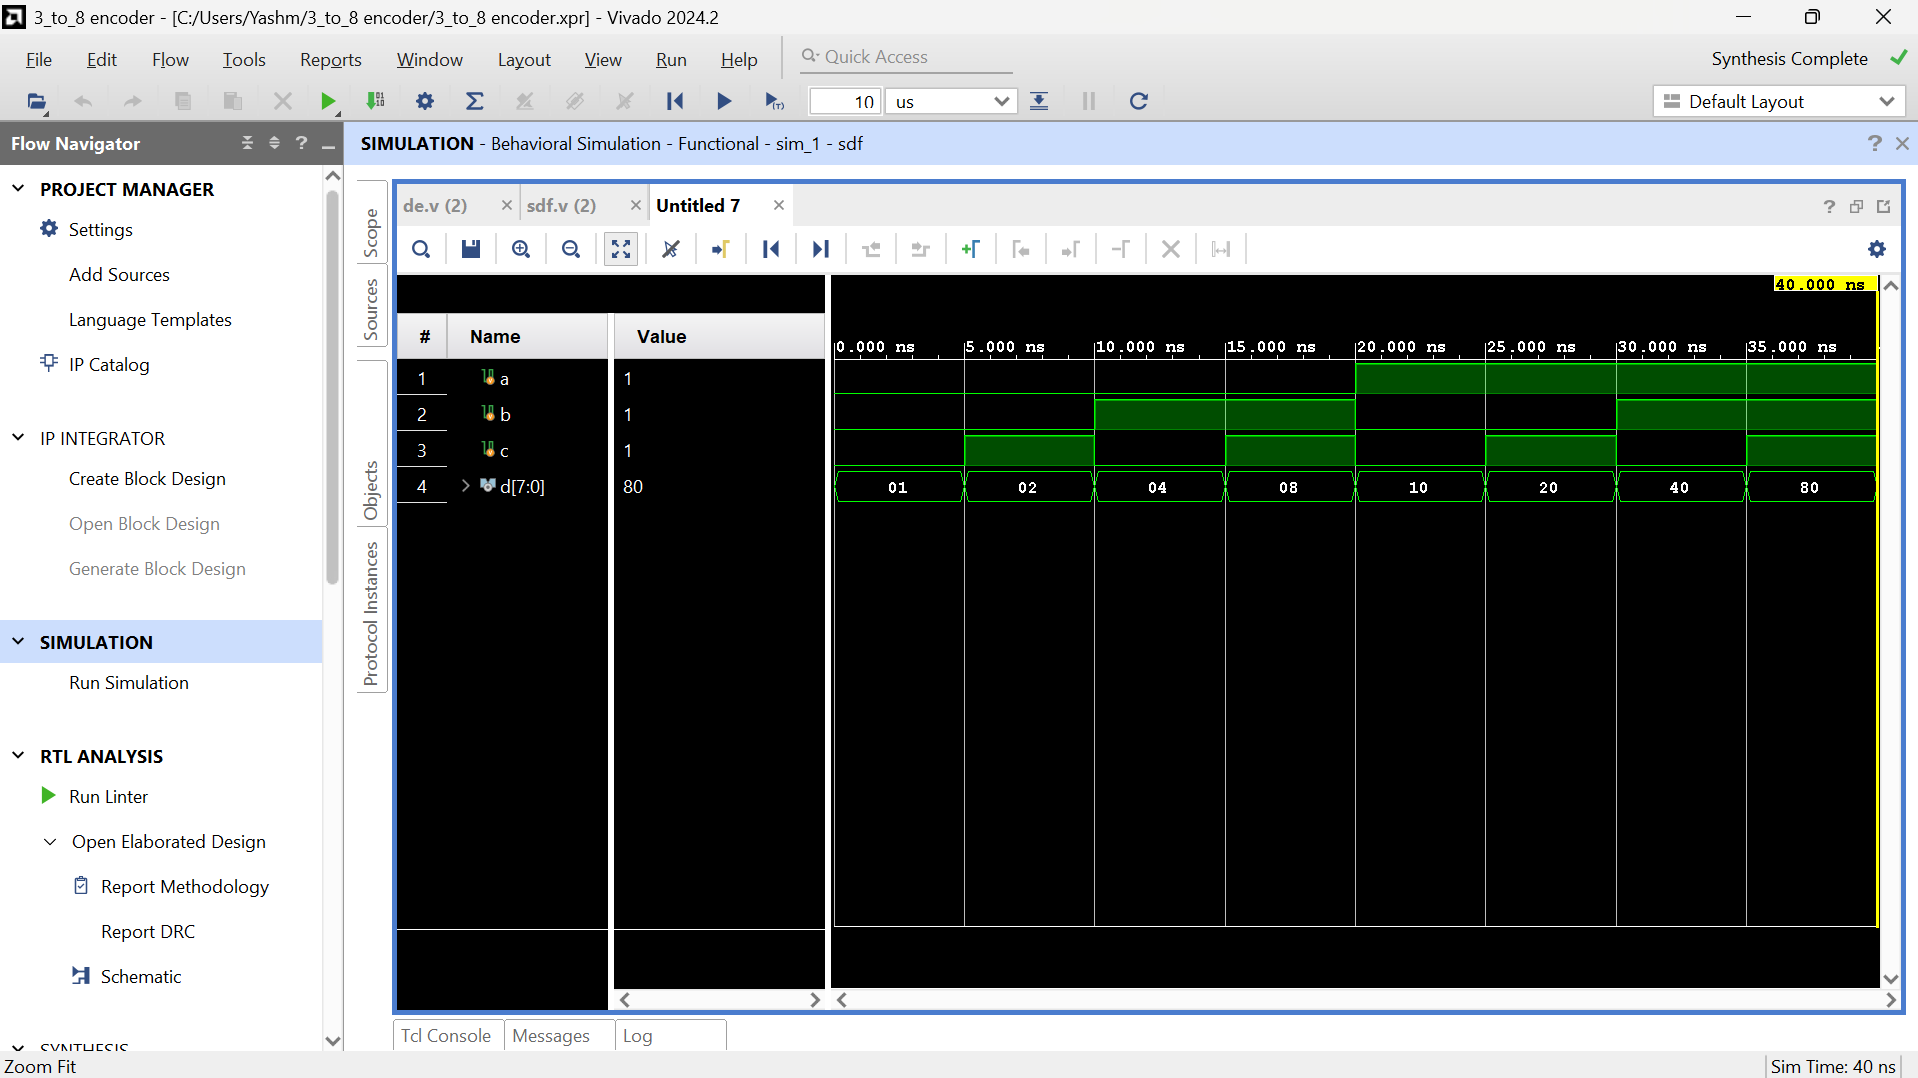 3_to_8 encoder - [C:/Users/Yashm/3_to_8 encoder/3_to_8 encoder.xpr] - Vivado 2024.2
File Edit Flow Tools Reports Window Layout View Run Help Quick Access
Synthesis Complete
10 us
Default Layout
Flow Navigator
SIMULATION - Behavioral Simulation - Functional - sim_1 - sdf
PROJECT MANAGER
Settings
Add Sources
Language Templates
IP Catalog
IP INTEGRATOR
Create Block Design
Open Block Design
Generate Block Design
SIMULATION
Run Simulation
RTL ANALYSIS
Run Linter
Open Elaborated Design
Report Methodology
Report DRC
Schematic
SYNTHESIS
Scope
Sources
Objects
Protocol Instances
de.v (2) sdf.v (2) Untitled 7
40.000 ns
# Name Value
0.000 ns 5.000 ns 10.000 ns 15.000 ns 20.000 ns 25.000 ns 30.000 ns 35.000 ns
1 a 1
2 b 1
3 c 1
4 d[7:0] 80 01 02 04 08 10 20 40 80
Tcl Console Messages Log
Zoom Fit
Sim Time: 40 ns